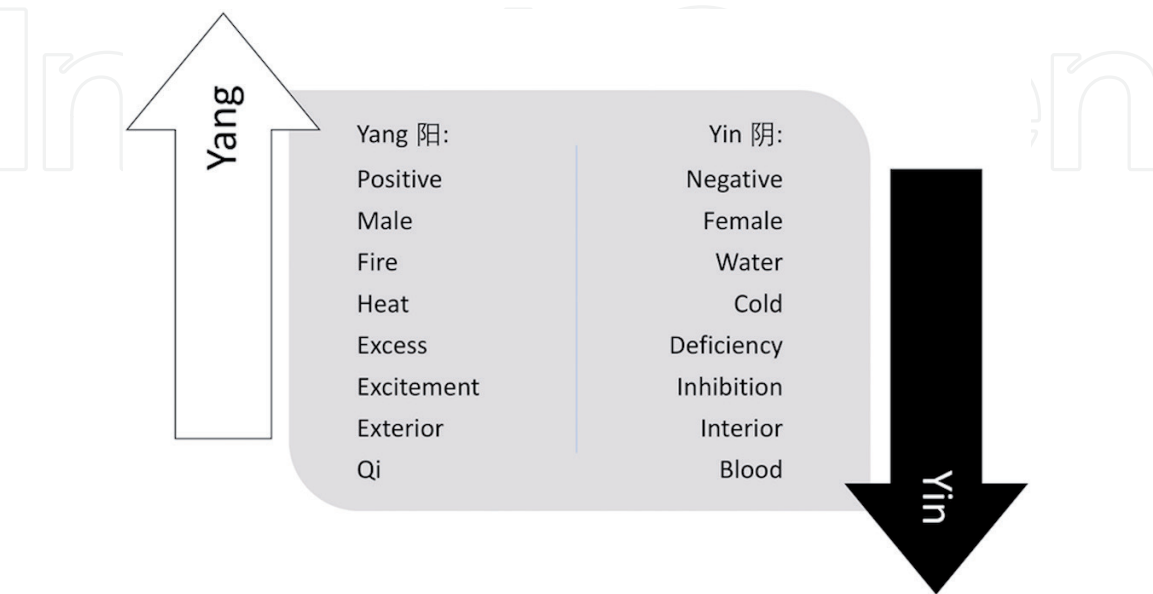 Yang
Yang 阳: Yin 阴:
Positive Negative
Male Female
Fire Water
Heat Cold
Excess Deficiency
Excitement Inhibition
Exterior Interior
Qi Blood
Yin